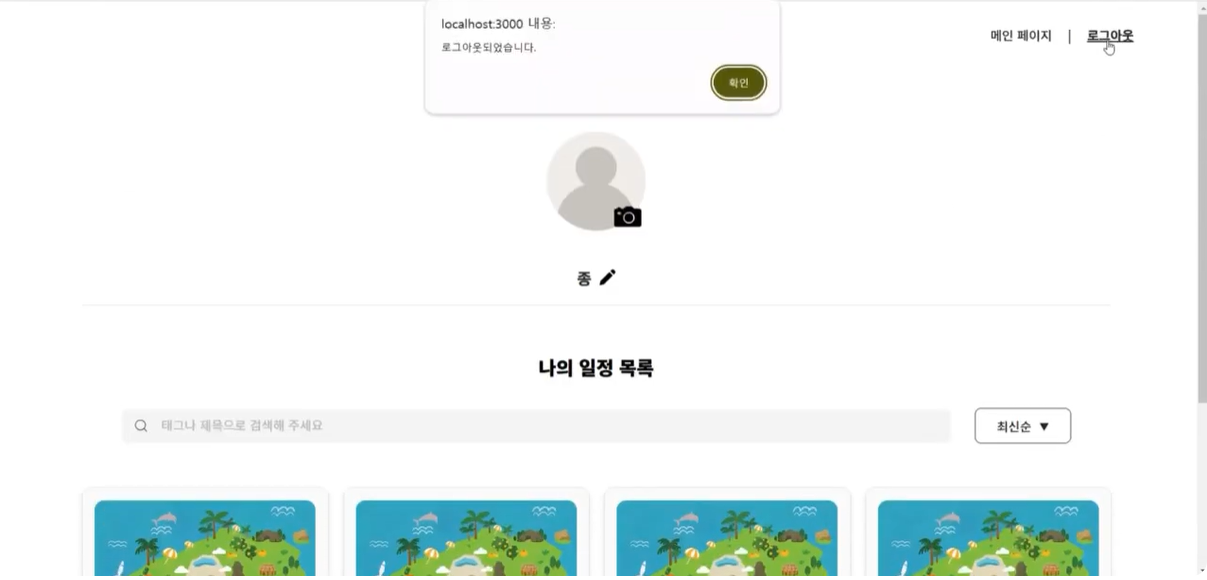 localhost:3000 내용:
로그아웃되었습니다.
확인
메인 페이지 | 로그아웃
종
나의 일정 목록
태그나 제목으로 검색해 주세요
최신순 ▼